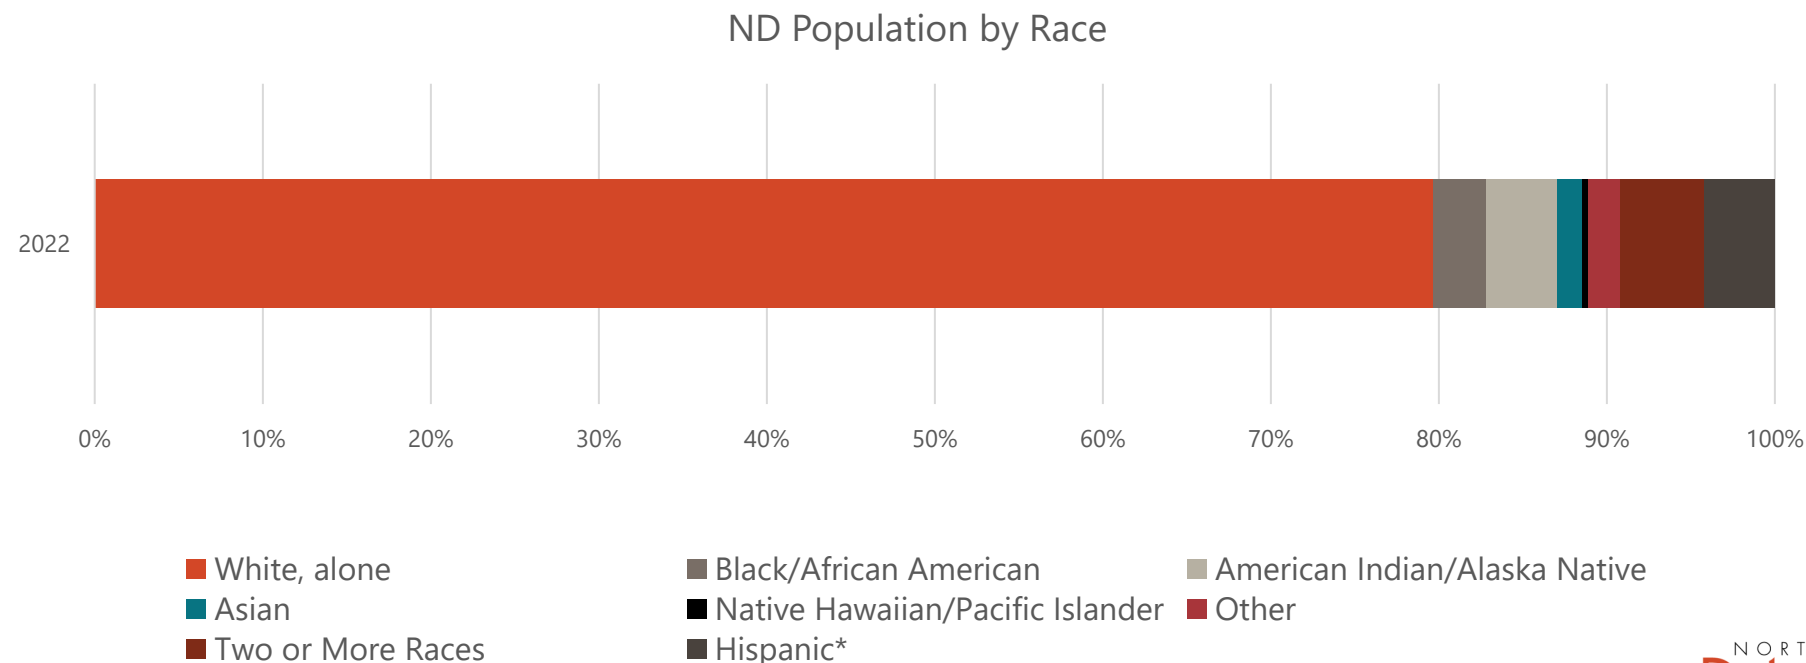 ND Population by Race
2022
0% 10% 20% 30% 40% 50% 60% 70% 80% 90% 100%
White, alone Black/African American American Indian/Alaska Native
Asian Native Hawaiian/Pacific Islander Other
Two or More Races Hispanic*
NORT